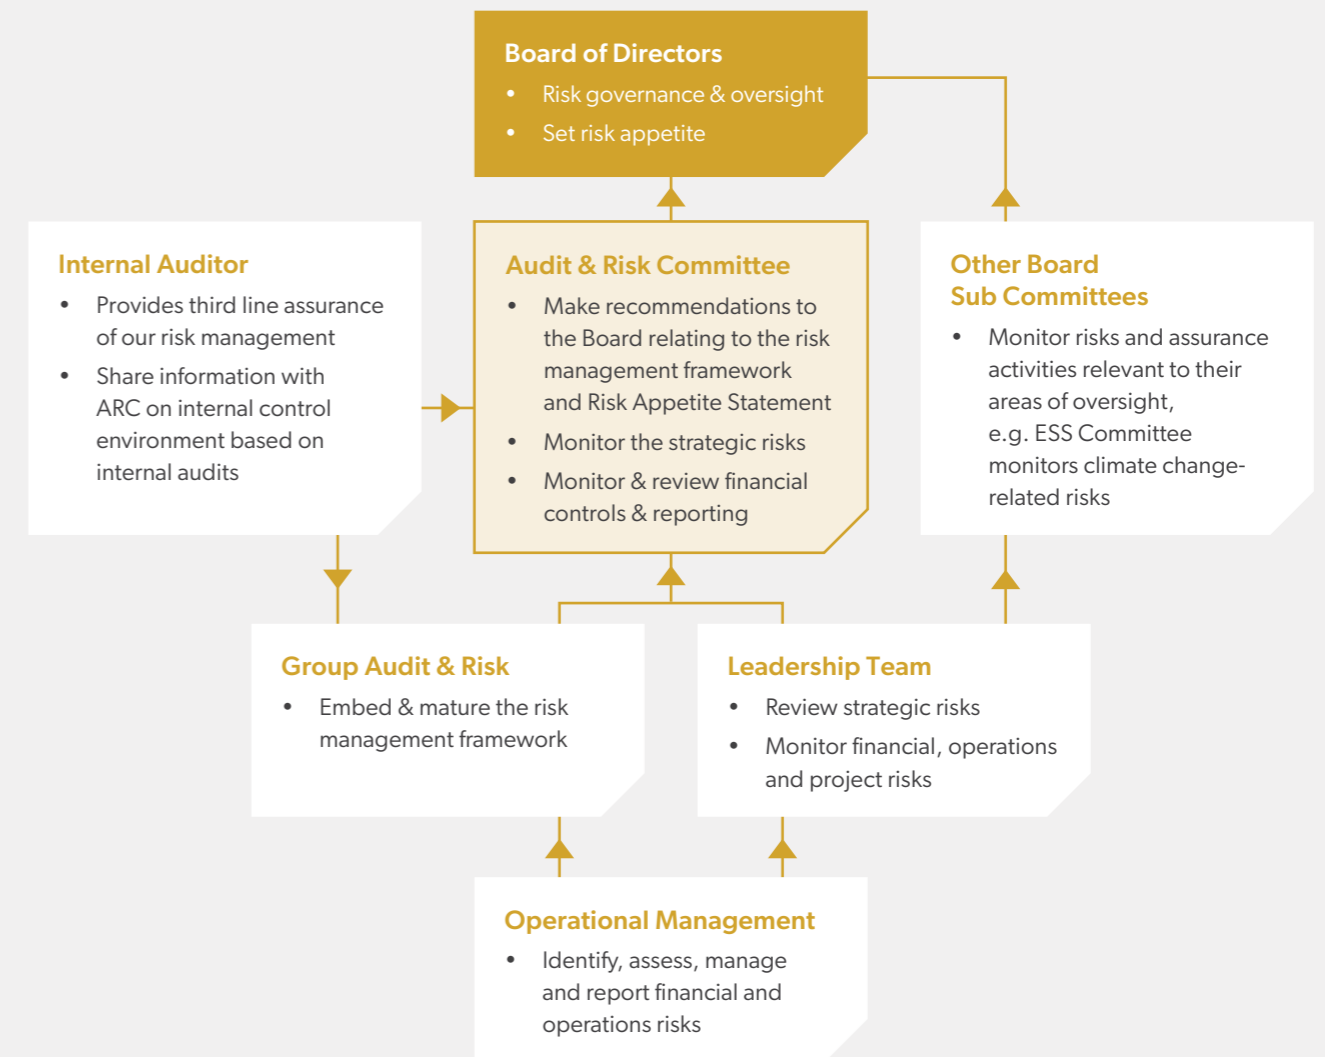 Board of Directors
• Risk governance & oversight
• Set risk appetite
Internal Auditor
• Provides third line assurance
of our risk management
• Share information with
ARC on internal control
environment based on
internal audits
Audit & Risk Committee
• Make recommendations to
the Board relating to the risk
management framework
and Risk Appetite Statement
• Monitor the strategic risks
• Monitor & review financial
controls & reporting
Other Board
Sub Committees
• Monitor risks and assurance
activities relevant to their
areas of oversight,
e.g. ESS Committee
monitors climate change-
related risks
Group Audit & Risk
• Embed & mature the risk
management framework
Leadership Team
• Review strategic risks
• Monitor financial, operations
and project risks
Operational Management
• Identify, assess, manage
and report financial and
operations risks